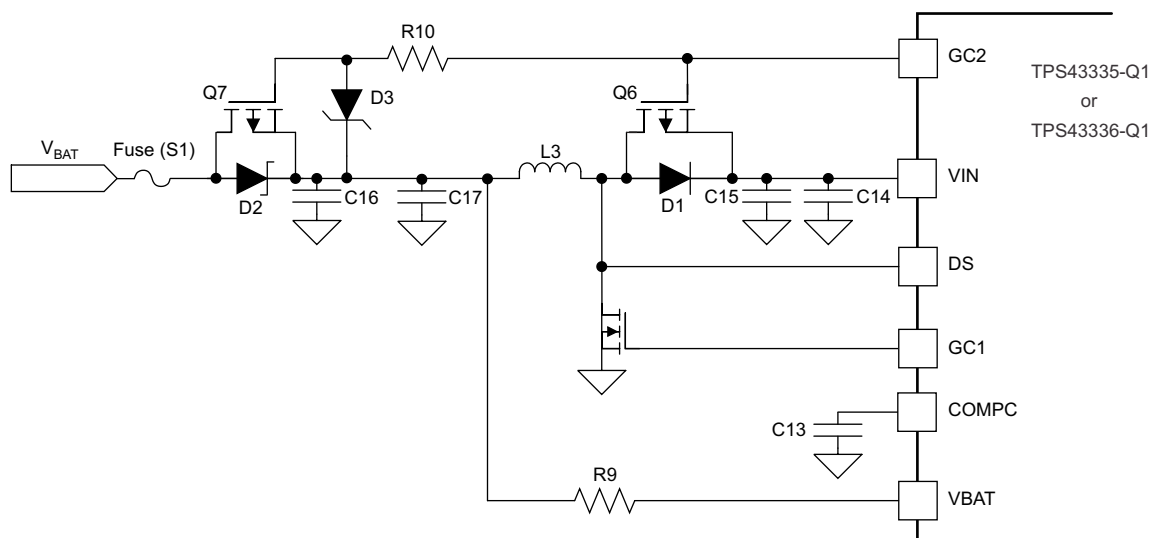 R10
GC2
TPS43335-Q1
or
TPS43336-Q1
Q7
D3
Q6
VBAT
Fuse (S1)
L3
VIN
D2
C16
C17
D1
C15
C14
DS
GC1
COMPC
C13
R9
VBAT